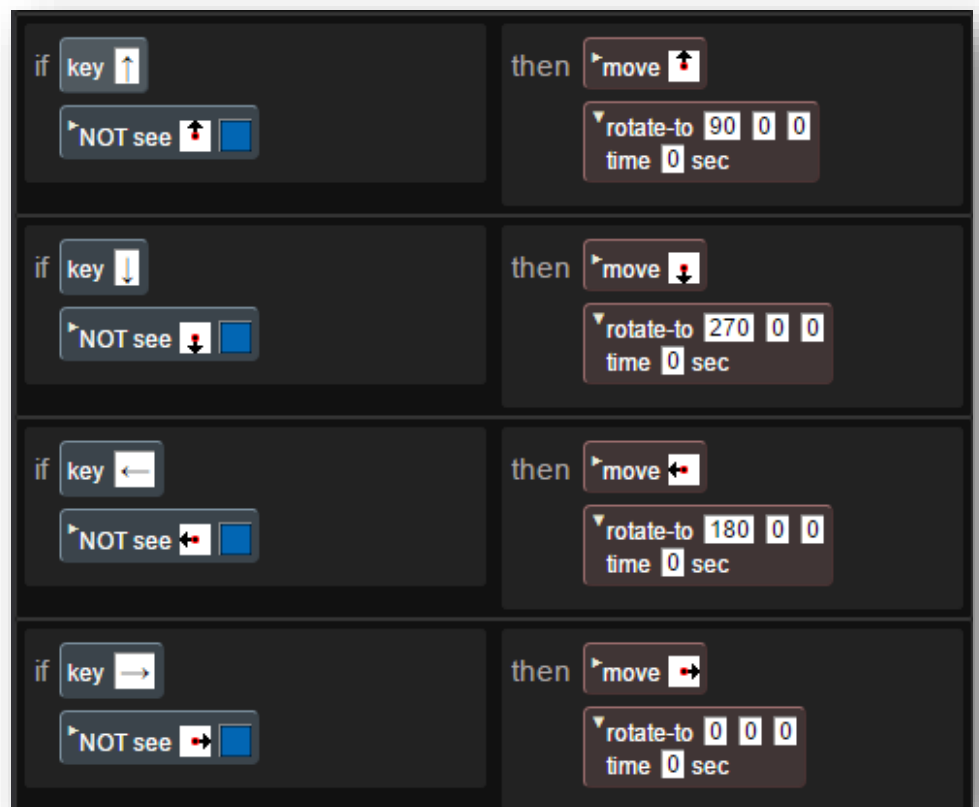 if key ↑ then move
NOT see rotate-to 90 0 0
time 0 sec
if key ↓ then move
NOT see rotate-to 270 0 0
time 0 sec
if key ← then move
NOT see rotate-to 180 0 0
time 0 sec
if key → then move
NOT see rotate-to 0 0 0
time 0 sec